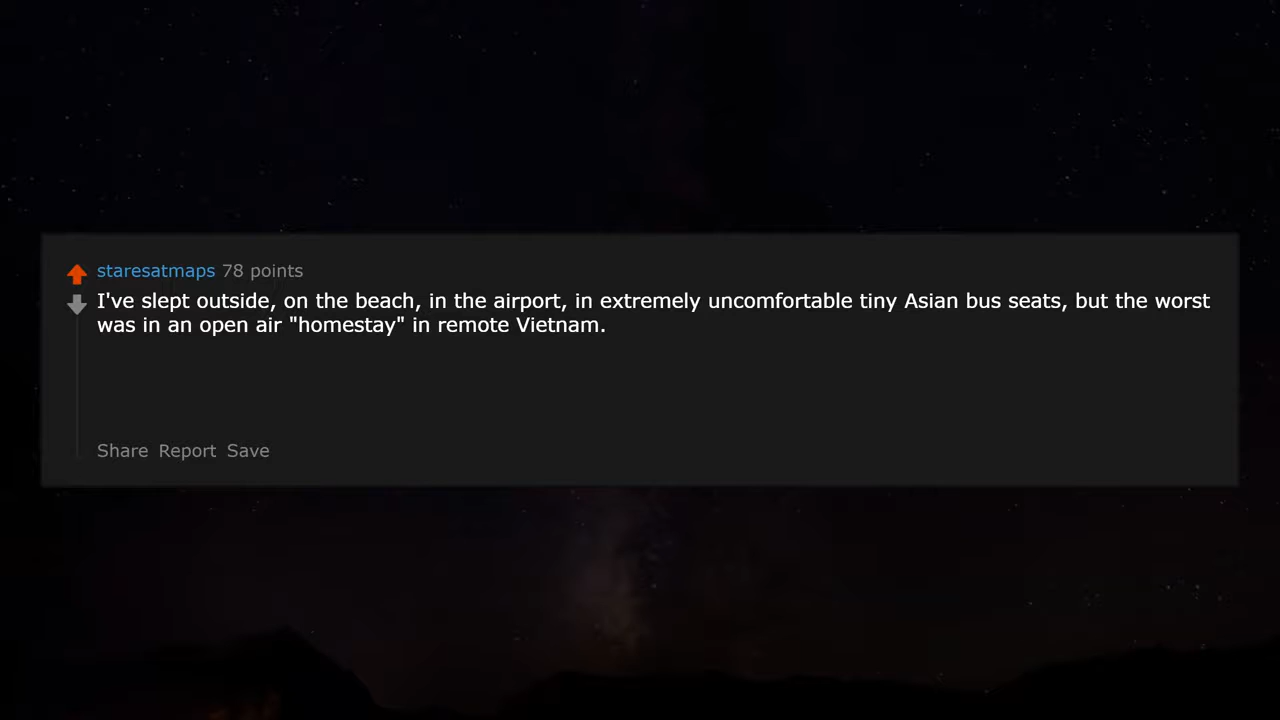 staresatmaps 78 points
I've slept outside, on the beach, in the airport, in extremely uncomfortable tiny Asian bus seats, but the worst
was in an open air "homestay" in remote Vietnam.
Share Report Save